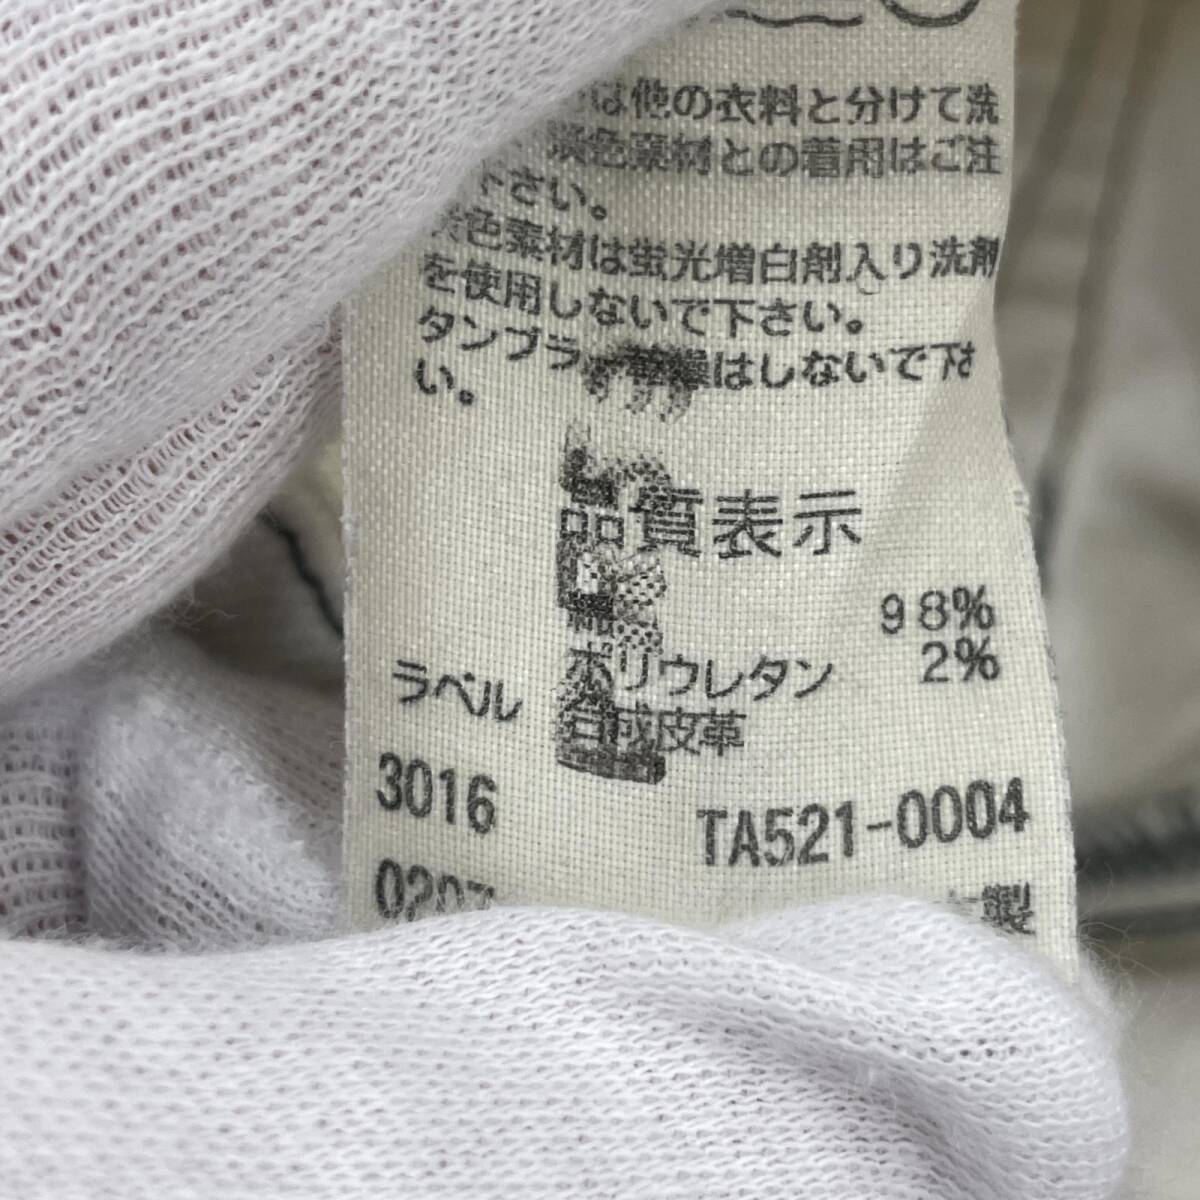 は他の衣料と分けて洗
淡色素材との着用はご注
下さい。
淡色素材は蛍光増白剤入り洗剤
を使用しないで下さい。
タンブラー乾燥はしないで下さ
い。
品質表示
98%
ポリウレタン 2%
ラベル 合成皮革
3016 TA521-0004
0207 製